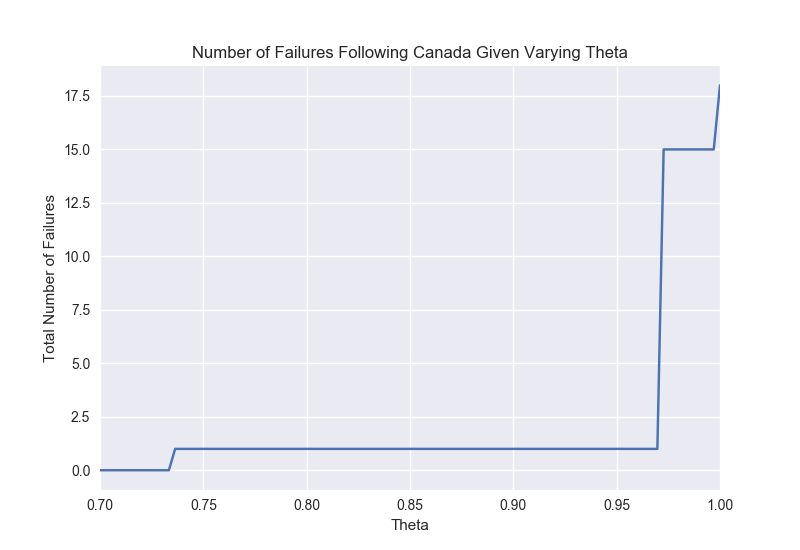 Number of Failures Following Canada Given Varying Theta
17.5
15.0
12.5
10.0
7.5
5.0
2.5
0.0
Total Number of Failures
0.70 0.75 0.80 0.85 0.90 0.95 1.00
Theta